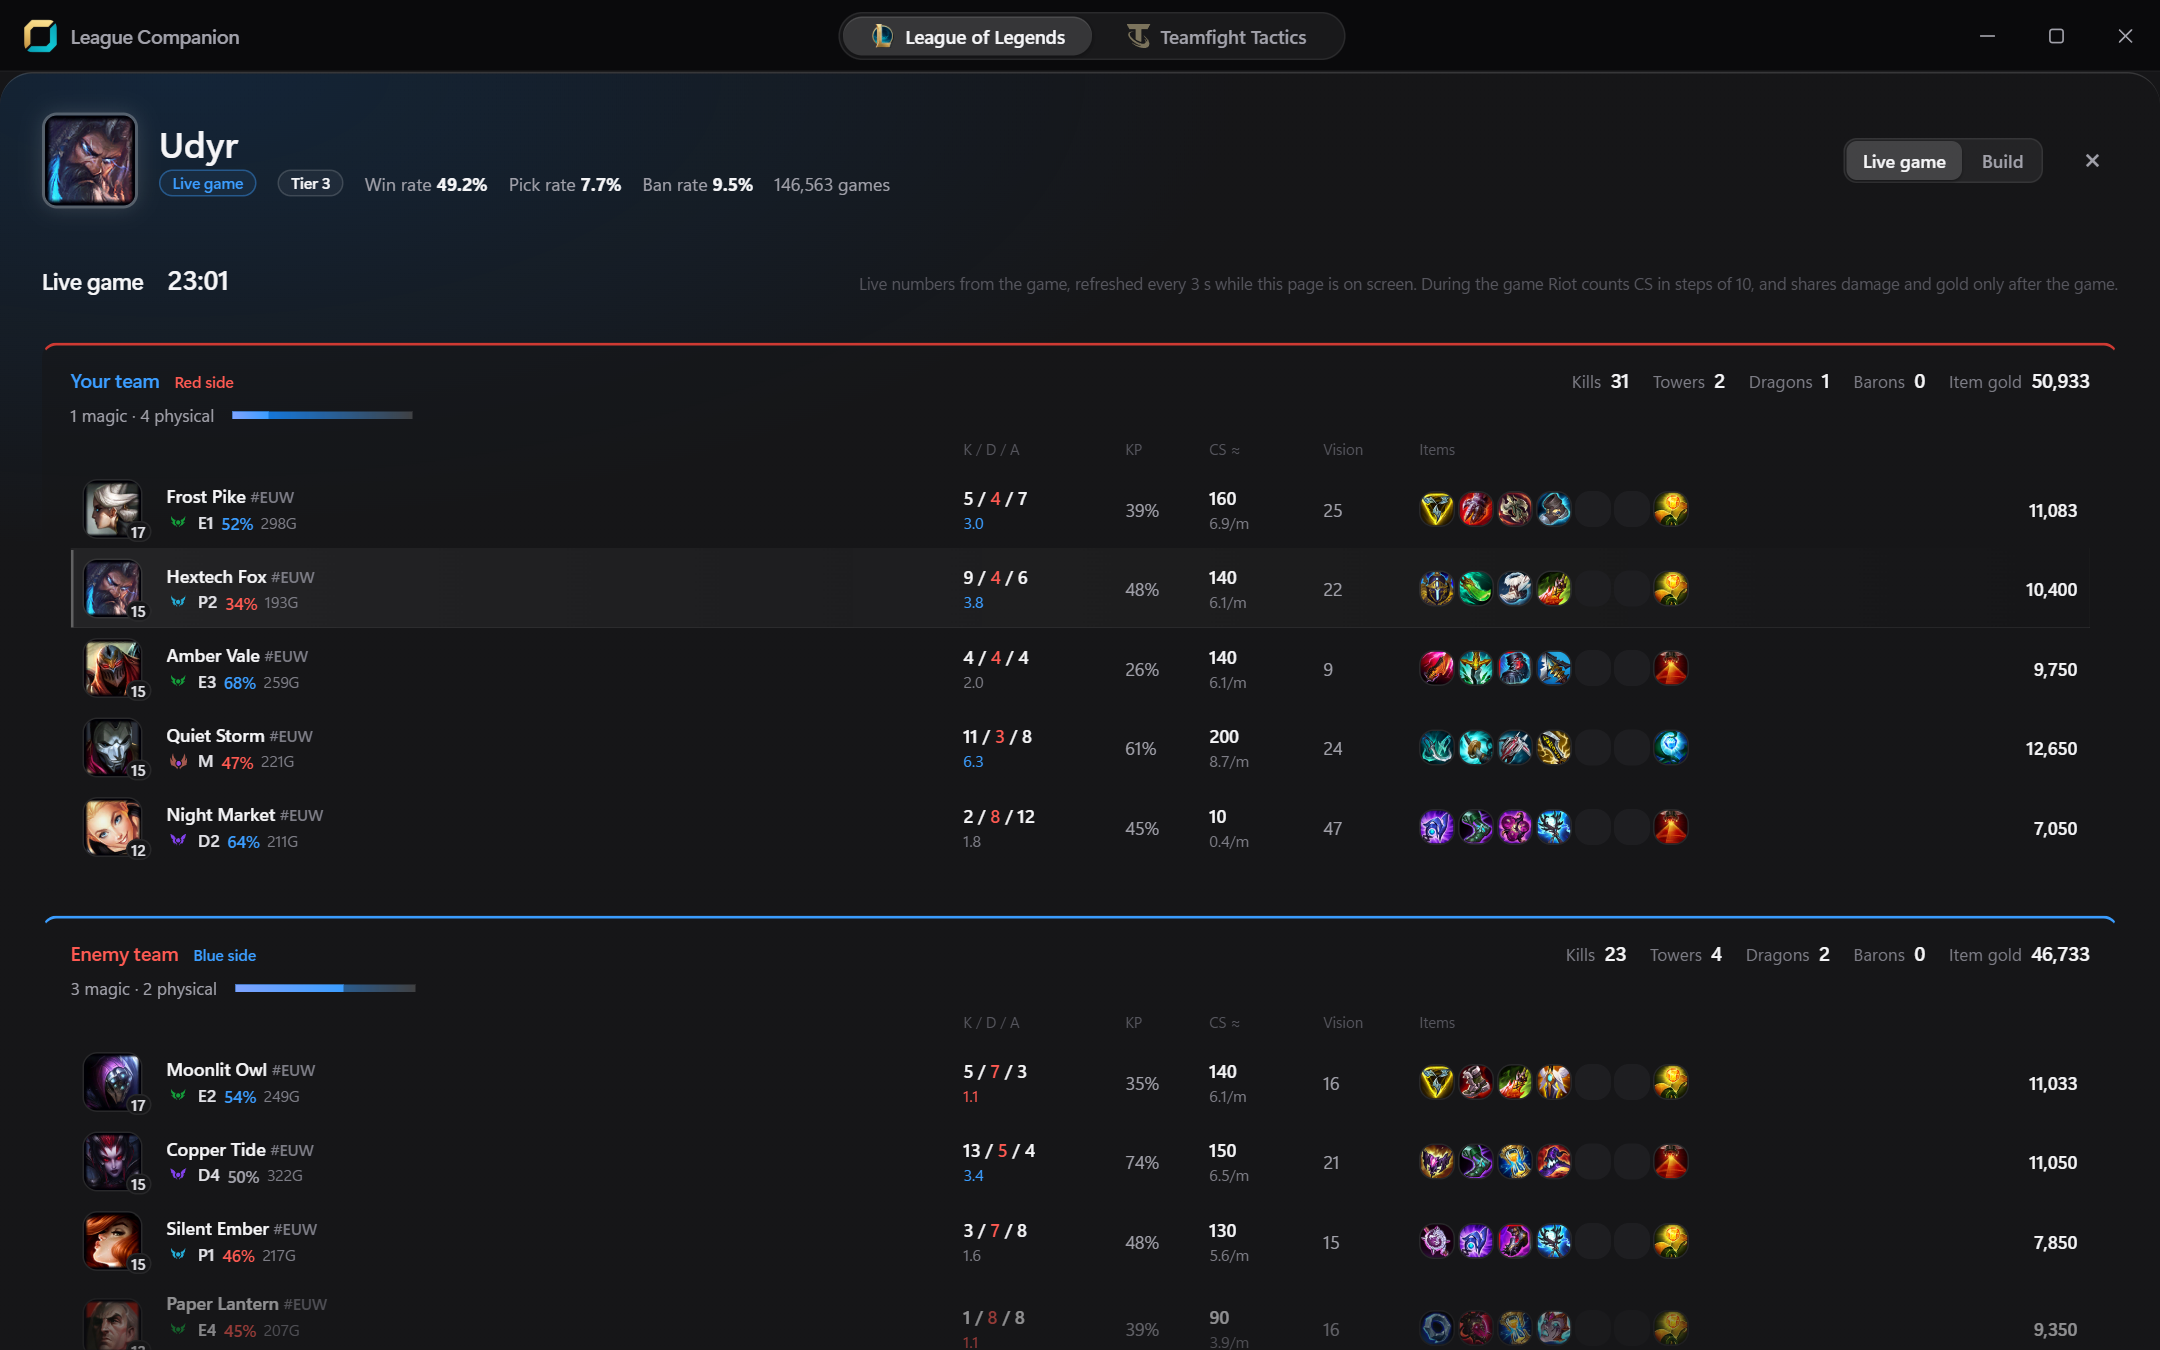 League Companion
League of Legends
Teamfight Tactics
Udyr
Live game Tier 3 Win rate 49.2% Pick rate 7.7% Ban rate 9.5% 146,563 games
Live game Build
Live game 23:01
Live numbers from the game, refreshed every 3 s while this page is on screen. During the game Riot counts CS in steps of 10, and shares damage and gold only after the game.
Your team Red side
Kills 31 Towers 2 Dragons 1 Barons 0 Item gold 50,933
1 magic · 4 physical
K / D / A KP CS ≈ Vision Items
Frost Pike #EUW
17 E1 52% 298G
5 / 4 / 7
3.0
39%
160
6.9/m
25
11,083
Hextech Fox #EUW
15 P2 34% 193G
9 / 4 / 6
3.8
48%
140
6.1/m
22
10,400
Amber Vale #EUW
15 E3 68% 259G
4 / 4 / 4
2.0
26%
140
6.1/m
9
9,750
Quiet Storm #EUW
15 M 47% 221G
11 / 3 / 8
6.3
61%
200
8.7/m
24
12,650
Night Market #EUW
12 D2 64% 211G
2 / 8 / 12
1.8
45%
10
0.4/m
47
7,050
Enemy team Blue side
Kills 23 Towers 4 Dragons 2 Barons 0 Item gold 46,733
3 magic · 2 physical
K / D / A KP CS ≈ Vision Items
Moonlit Owl #EUW
17 E2 54% 249G
5 / 7 / 3
1.1
35%
140
6.1/m
16
11,033
Copper Tide #EUW
15 D4 50% 322G
13 / 5 / 4
3.4
74%
150
6.5/m
21
11,050
Silent Ember #EUW
15 P1 46% 217G
3 / 7 / 8
1.6
48%
130
5.6/m
15
7,850
Paper Lantern #EUW
E4 45% 207G
1 / 8 / 8
1.1
39%
90
3.9/m
16
9,350